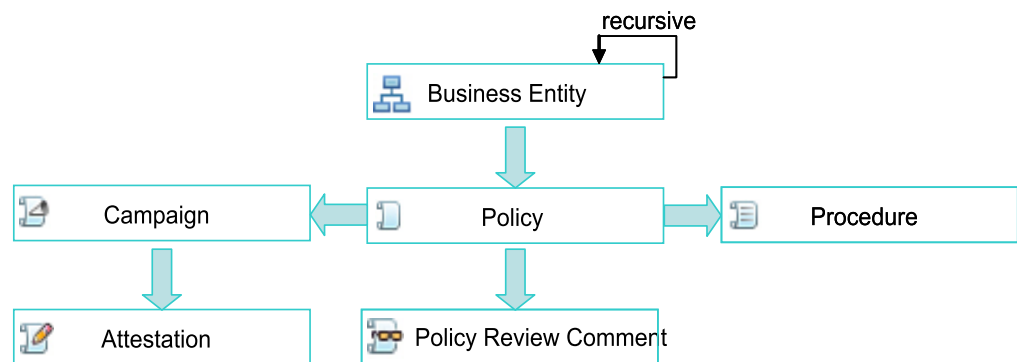 recursive
Business Entity
Campaign
Policy
Procedure
Attestation
Policy Review Comment